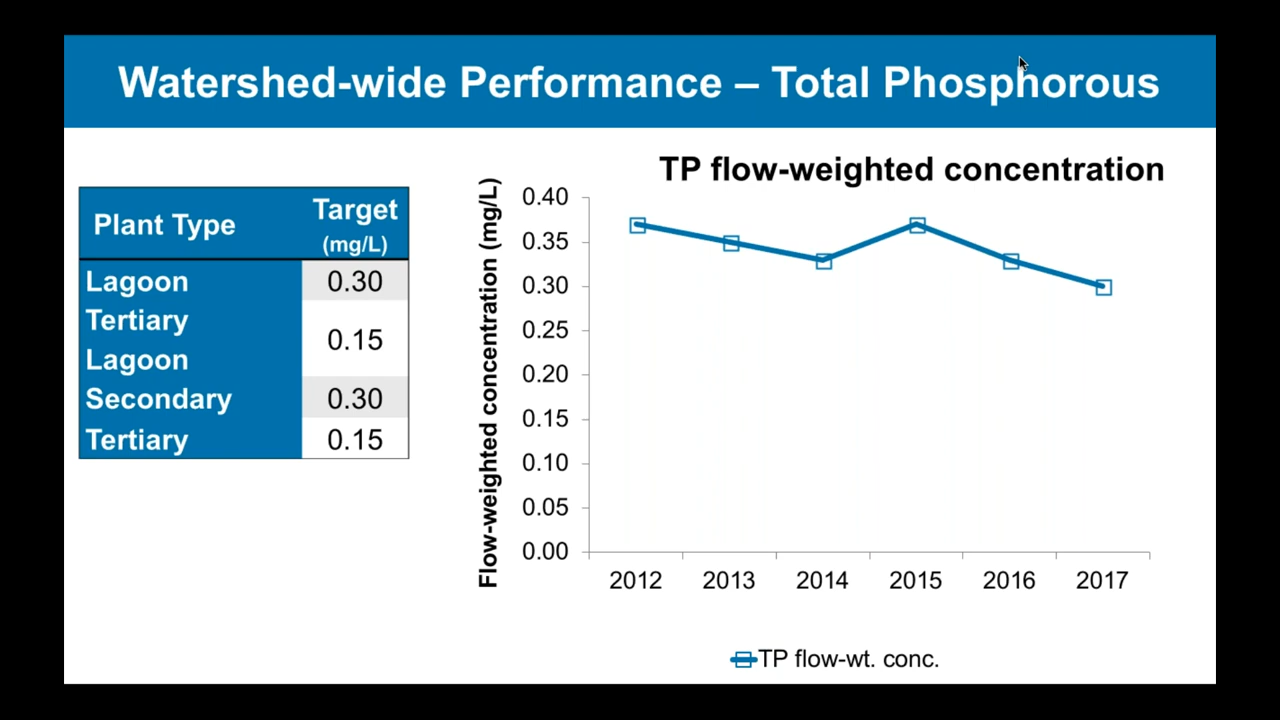 Watershed-wide Performance – Total Phosphorous
Plant Type
Target
(mg/L)
Lagoon
0.30
Tertiary
Lagoon
0.15
Secondary
0.30
Tertiary
0.15
TP flow-weighted concentration
Flow-weighted concentration (mg/L)
0.40
0.35
0.30
0.25
0.20
0.15
0.10
0.05
0.00
2012 2013 2014 2015 2016 2017
TP flow-wt. conc.